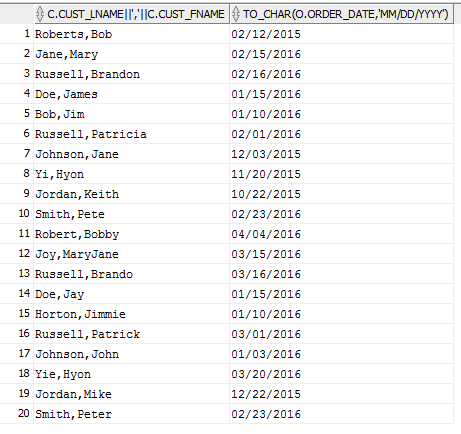 C.CUST_LNAME||','||C.CUST_FNAME TO_CHAR(O.ORDER_DATE,'MM/DD/YYYY')
1 Roberts,Bob 02/12/2015
2 Jane,Mary 02/15/2016
3 Russell,Brandon 02/16/2016
4 Doe,James 01/15/2016
5 Bob,Jim 01/10/2016
6 Russell,Patricia 02/01/2016
7 Johnson,Jane 12/03/2015
8 Yi,Hyon 11/20/2015
9 Jordan,Keith 10/22/2015
10 Smith,Pete 02/23/2016
11 Robert,Bobby 04/04/2016
12 Joy,MaryJane 03/15/2016
13 Russell,Brando 03/16/2016
14 Doe,Jay 01/15/2016
15 Horton,Jimmie 01/10/2016
16 Russell,Patrick 03/01/2016
17 Johnson,John 01/03/2016
18 Yie,Hyon 03/20/2016
19 Jordan,Mike 12/22/2015
20 Smith,Peter 02/23/2016